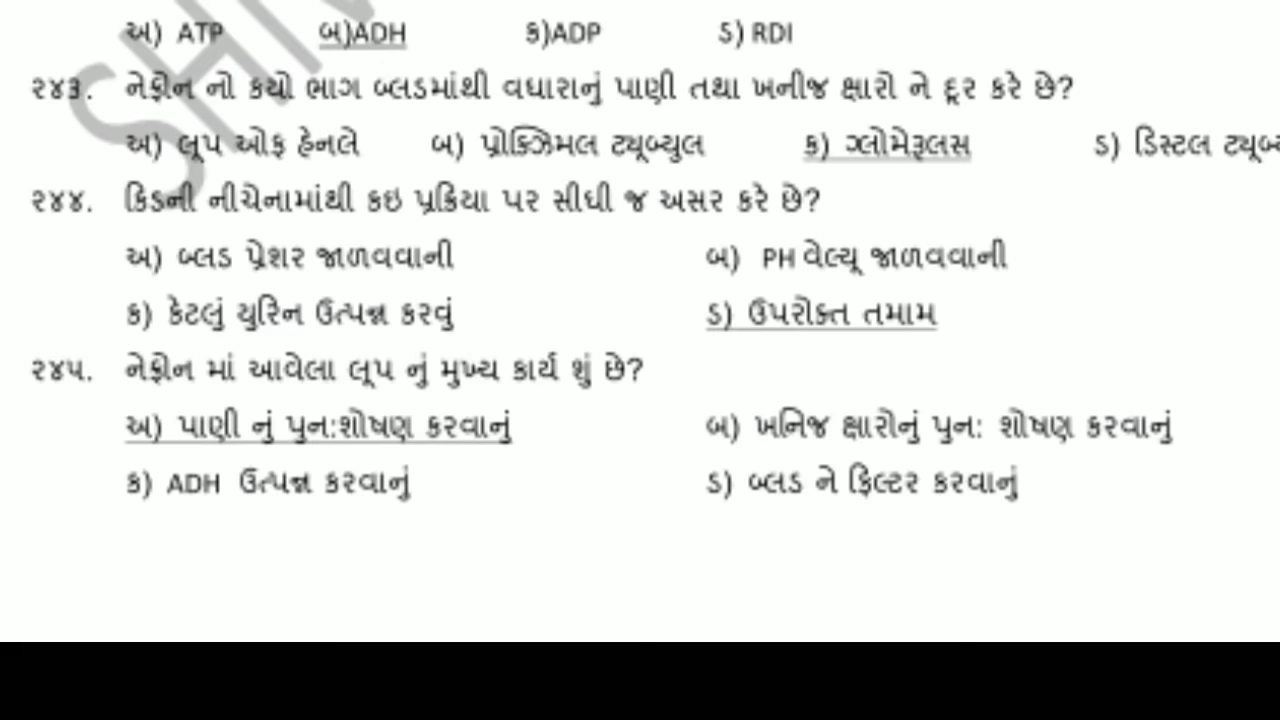 અ) ATP બ)ADH ક)ADP ડ) RDI
૨૪૩. નેફ્રોન નો કયો ભાગ બ્લડમાંથી વધારાનું પાણી તથા ખનીજ ક્ષારો ને દૂર કરે છે?
અ) લૂપ ઓફ હેનલે બ) પ્રોક્ઝિમલ ટ્યૂબ્યુલ ક) ગ્લોમેરૂલસ ડ) ડિસ્ટલ
૨૪૪. કિડની નીચેનામાંથી કઇ પ્રક્રિયા પર સીધી જ અસર કરે છે?
અ) બ્લડ પ્રેશર જાળવવાની બ) PH વેલ્યૂ જાળવવાની
ક) કેટલું યુરિન ઉત્પન્ન કરવું ડ) ઉપરોક્ત તમામ
૨૪૫. નેફ્રોન માં આવેલા લૂપ નું મુખ્ય કાર્ય શું છે?
અ) પાણી નું પુન:શોષણ કરવાનું બ) ખનિજ ક્ષારોનું પુન: શોષણ કરવાનું
ક) ADH ઉત્પન્ન કરવાનું ડ) બ્લડ ને ફિલ્ટર કરવાનું